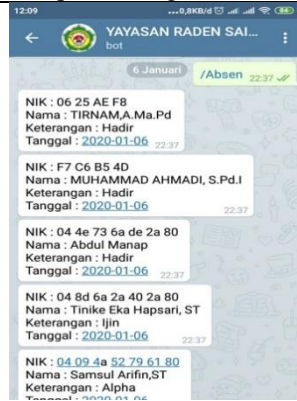 12:09
...0,8KB/d
YAYASAN RADEN SAI...
bot
6 Januari
/Absen 22:37
NIK : 06 25 AE F8
Nama : TIRNAM,A.Ma.Pd
Keterangan : Hadir
Tanggal : 2020-01-06 22:37
NIK : F7 C6 B5 4D
Nama : MUHAMMAD AHMADI, S.Pd.I
Keterangan : Hadir
Tanggal : 2020-01-06
22:37
NIK : 04 4e 73 6a de 2a 80
Nama : Abdul Manap
Keterangan : Hadir
Tanggal : 2020-01-06 22:37
NIK : 04 8d 6a 2a 40 2a 80
Nama : Tinike Eka Hapsari, ST
Keterangan : Ijin
Tanggal : 2020-01-06 22:37
NIK : 04 09 4a 52 79 61 80
Nama : Samsul Arifin,ST
Keterangan : Alpha
Tanggal : 2020-01-06